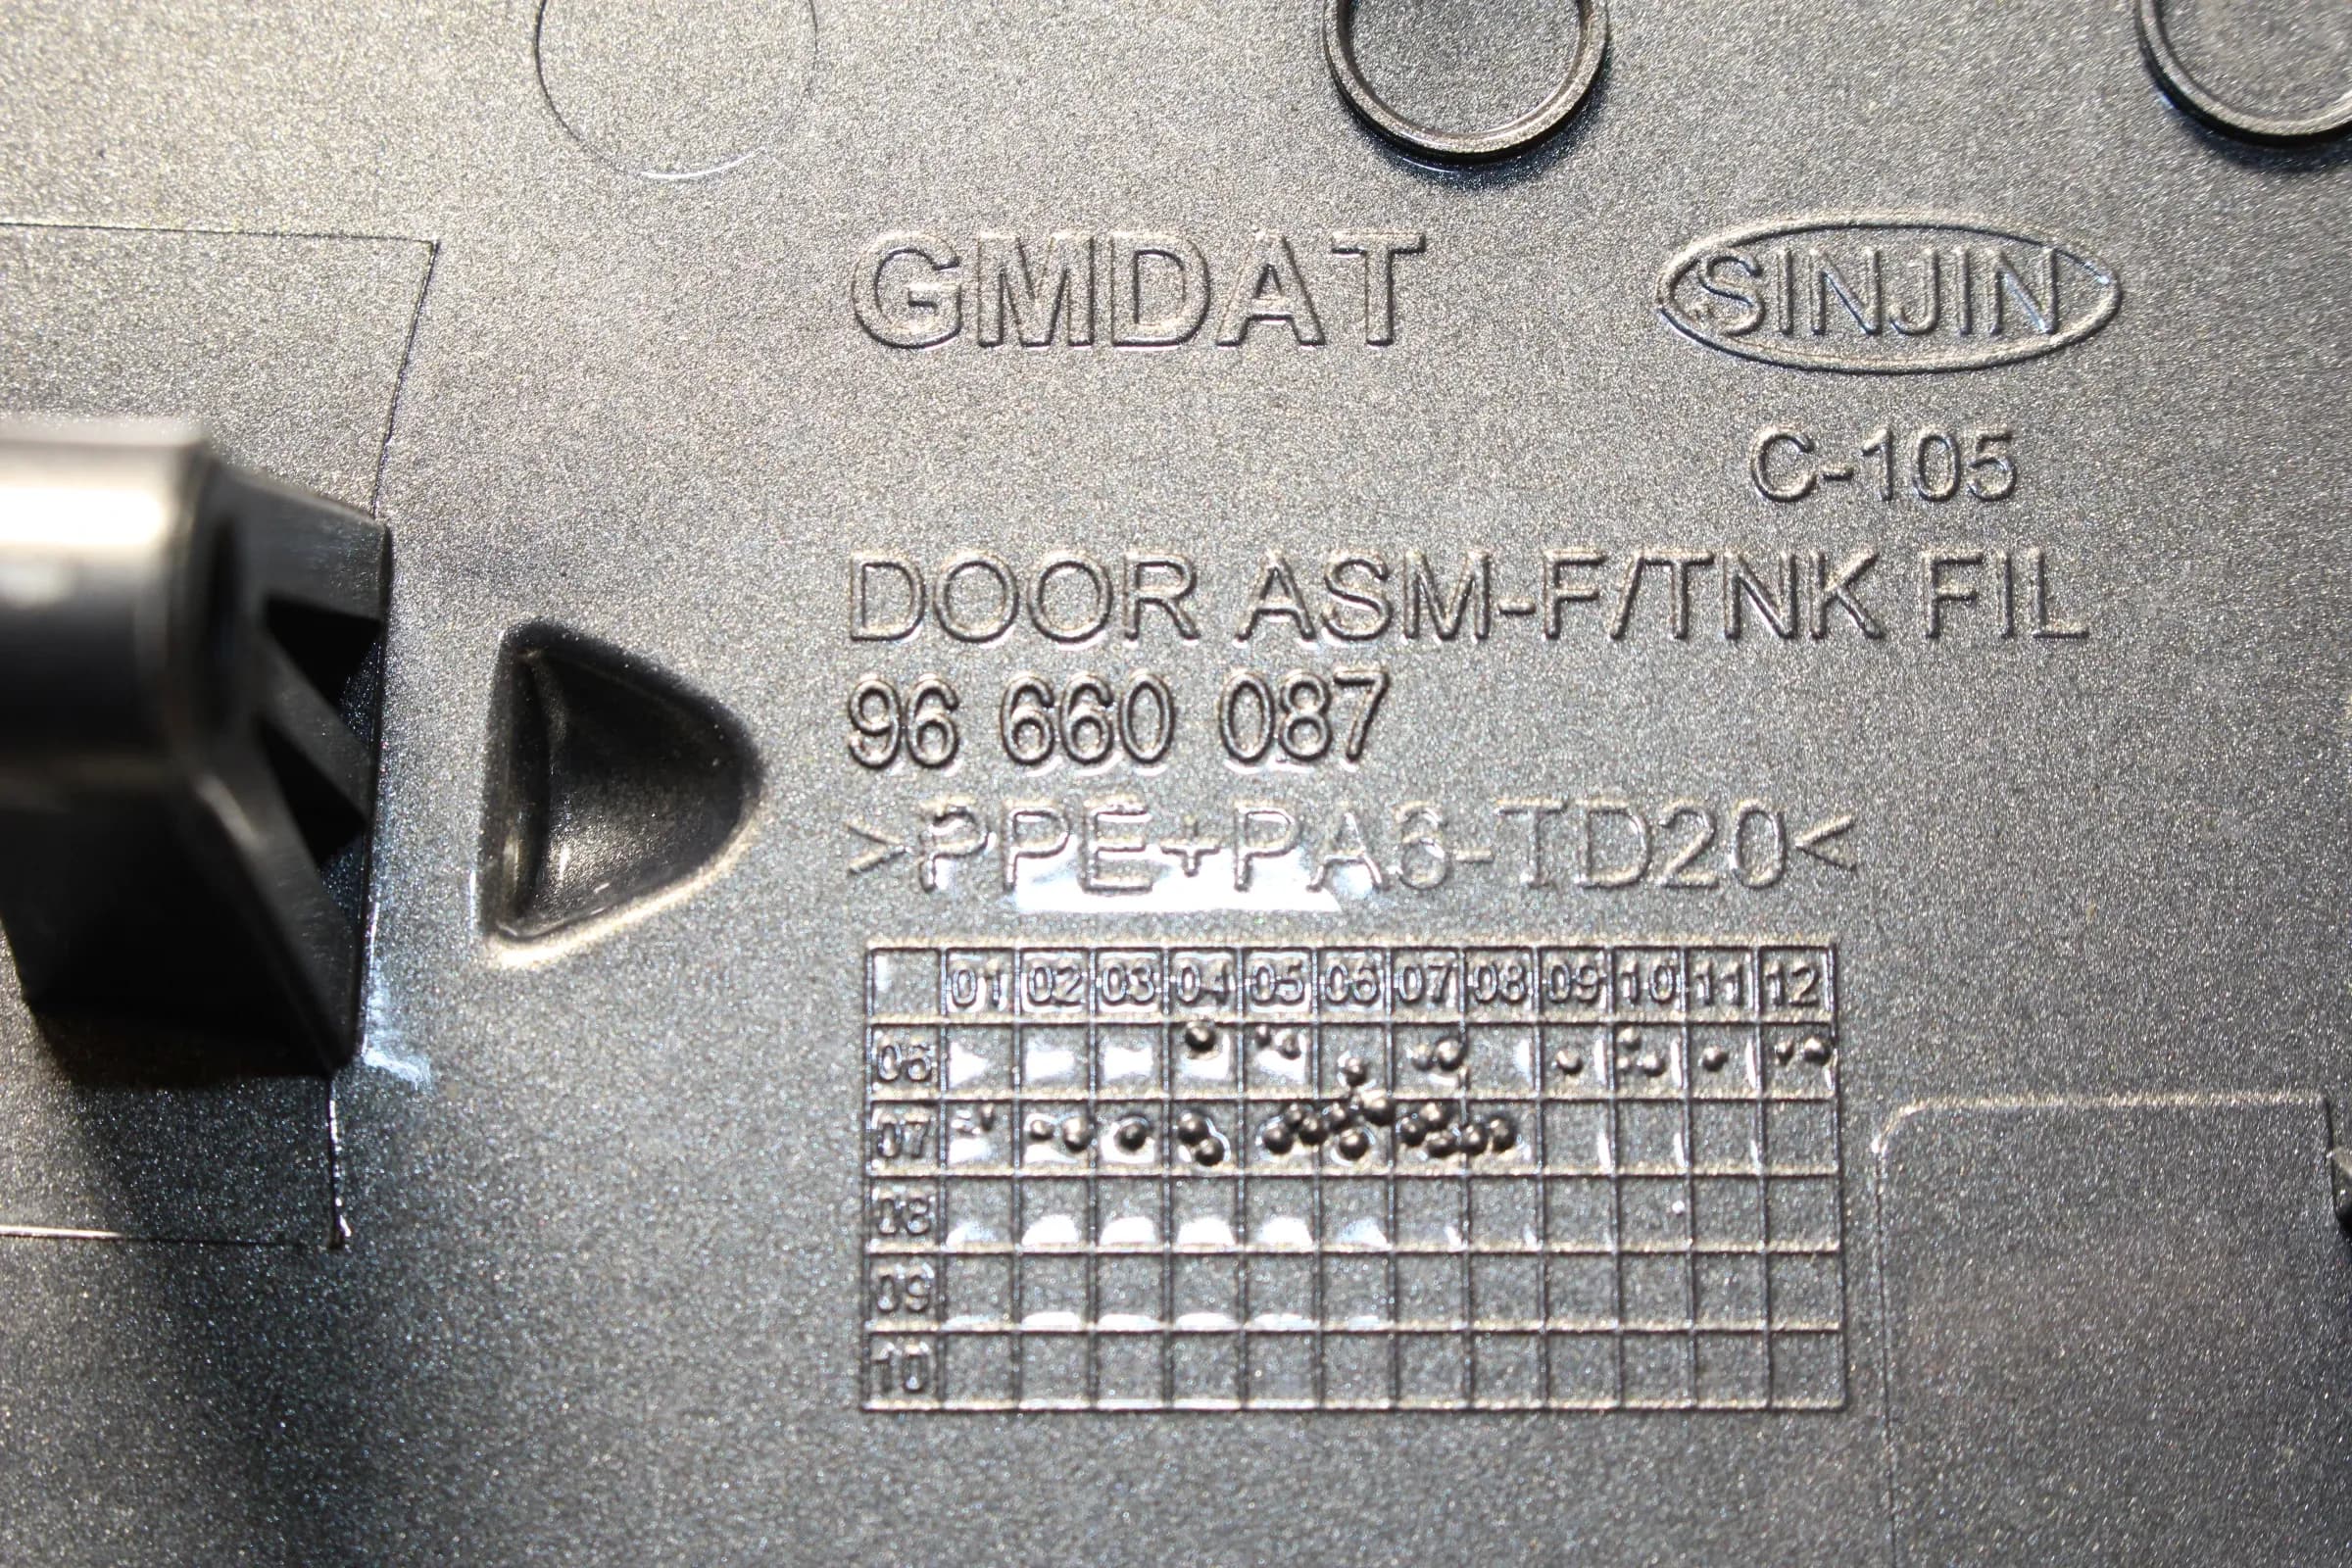 GMDAT
SINJIN
C-105
DOOR ASM-F/TNK FIL
96 660 087
>PPE+PA6-TD20<
01 02 03 04 05 06 07 08 09 10 11 12
06
07
08
09
10